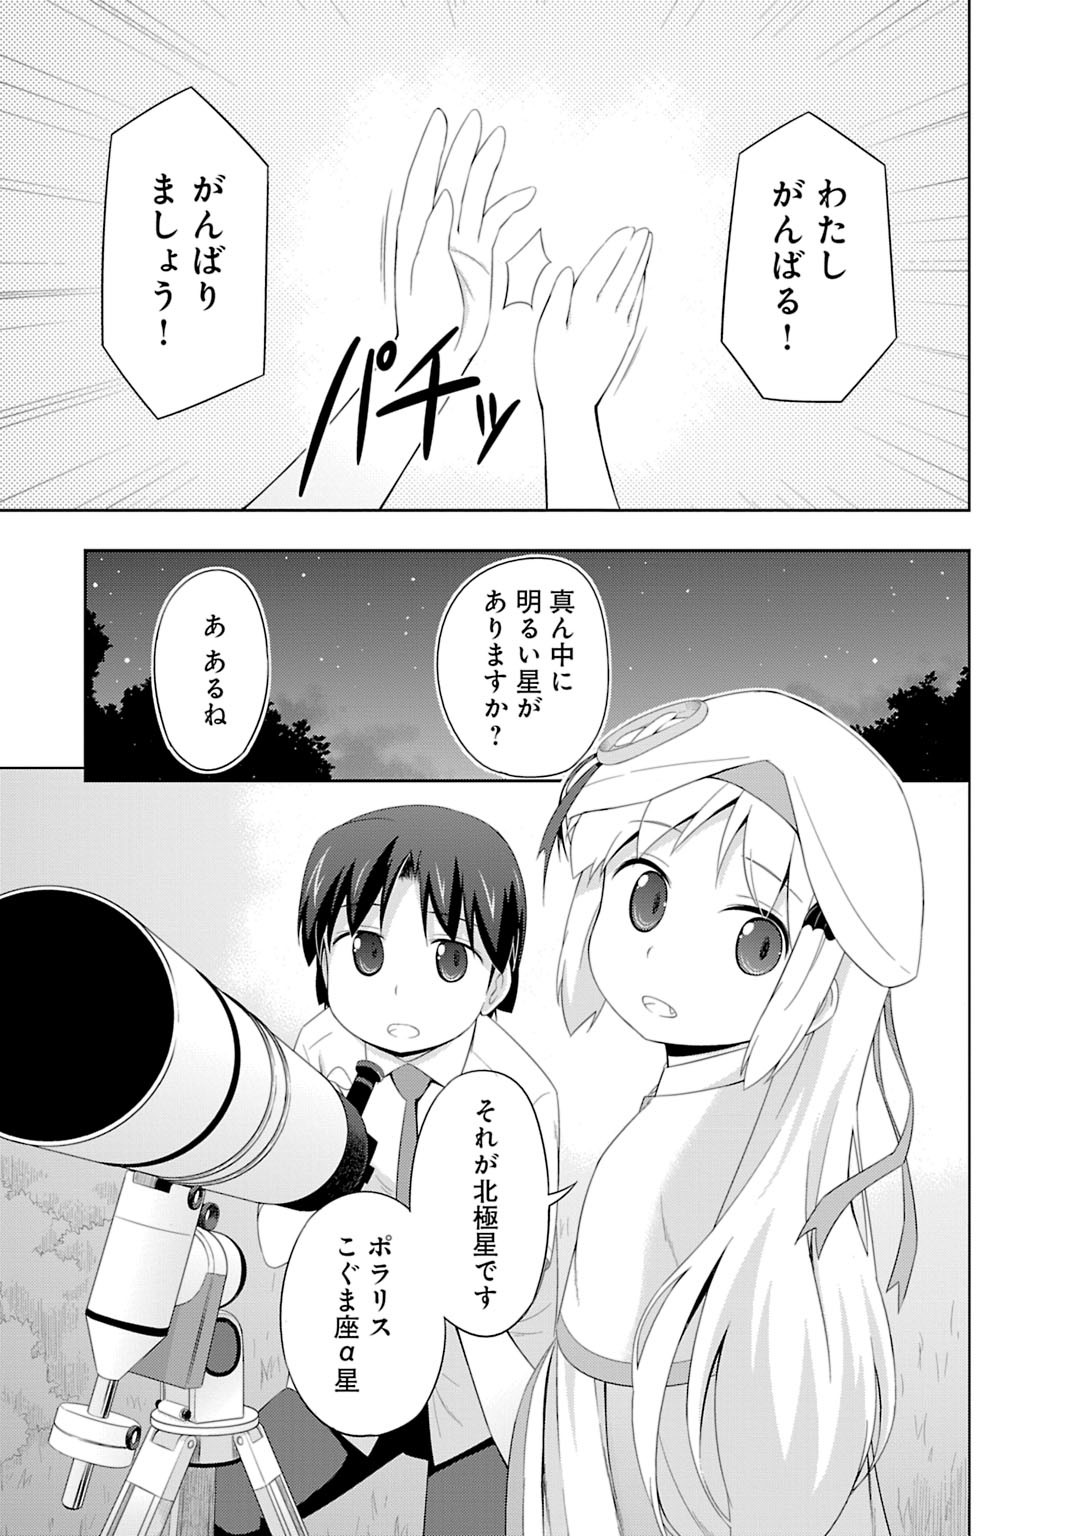 わたし
がんばる！
がんばり
ましょう！
パチッ
真ん中に
明るい星が
ありますか？
あ あるね
それが北極星です
ポラリス
こぐま座α星